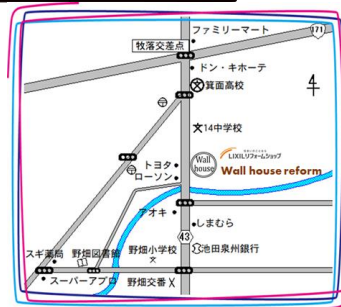 ファミリーマート
171
牧落交差点
ドン・キホーテ
箕面高校
4
14中学校
トヨタ
ローソン
Wall
house
LIXILリフォームショップ
Wall house reform
アオキ
しまむら
43
スギ薬局
野畑図書館
野畑小学校
池田泉州銀行
スーパーアプロ
野畑交番